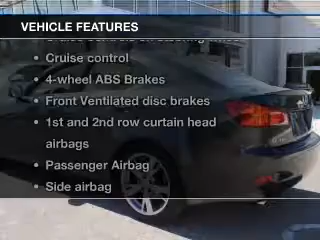 VEHICLE FEATURES
• Cruise control
• 4-wheel ABS Brakes
• Front Ventilated disc brakes
• 1st and 2nd row curtain head
airbags
• Passenger Airbag
• Side airbag